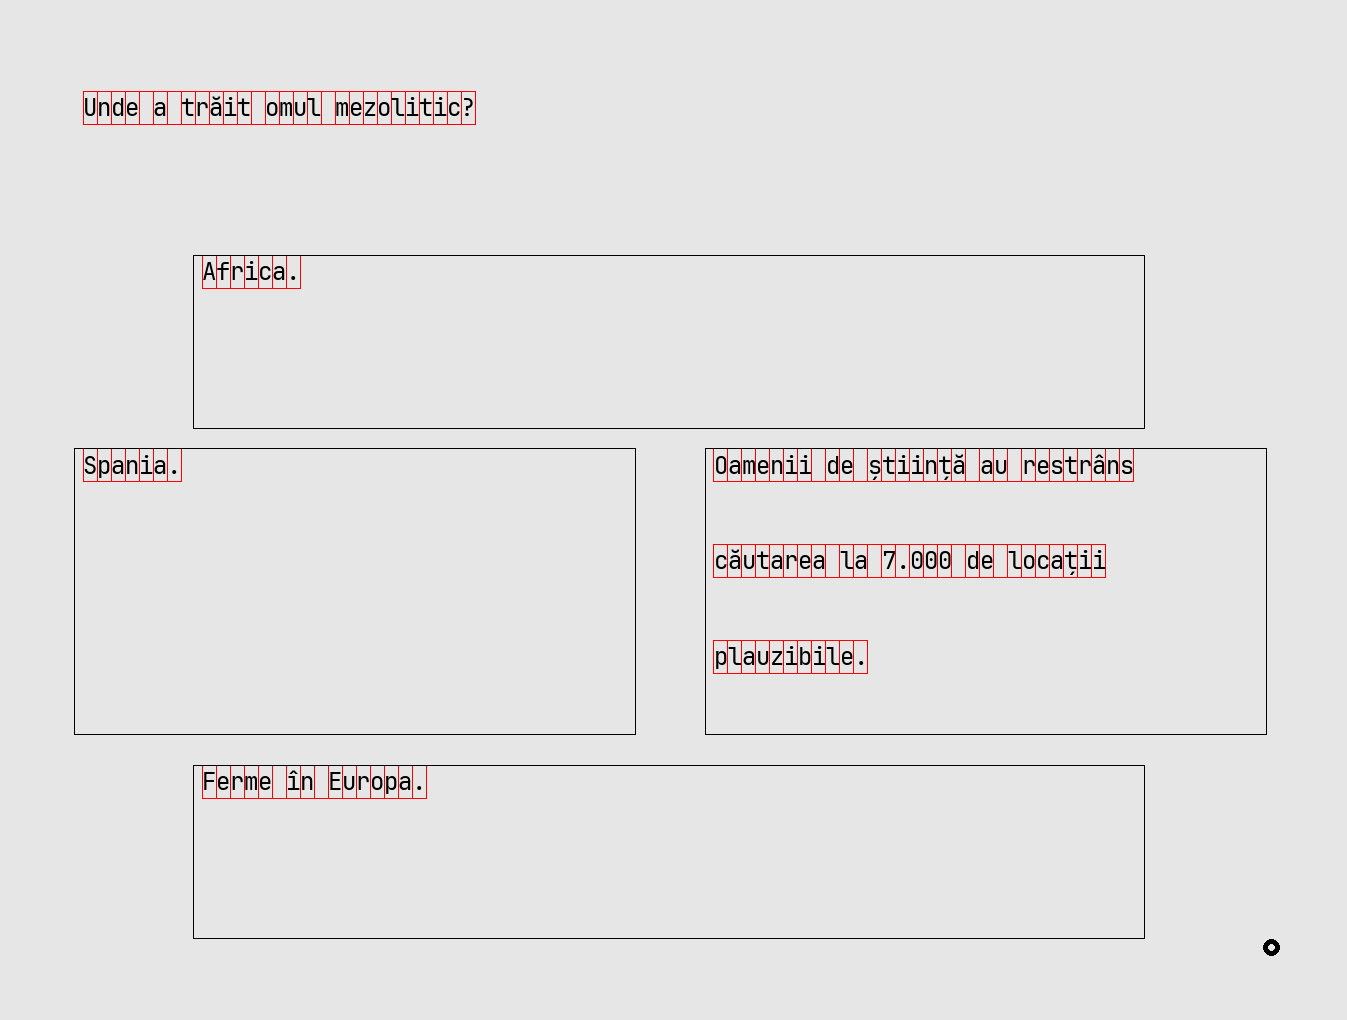 Unde a trăit omul mezolitic?
Africa.
Spania.
Oamenii de știință au restrâns
căutarea la 7.000 de locații
plauzibile.
Ferme în Europa.